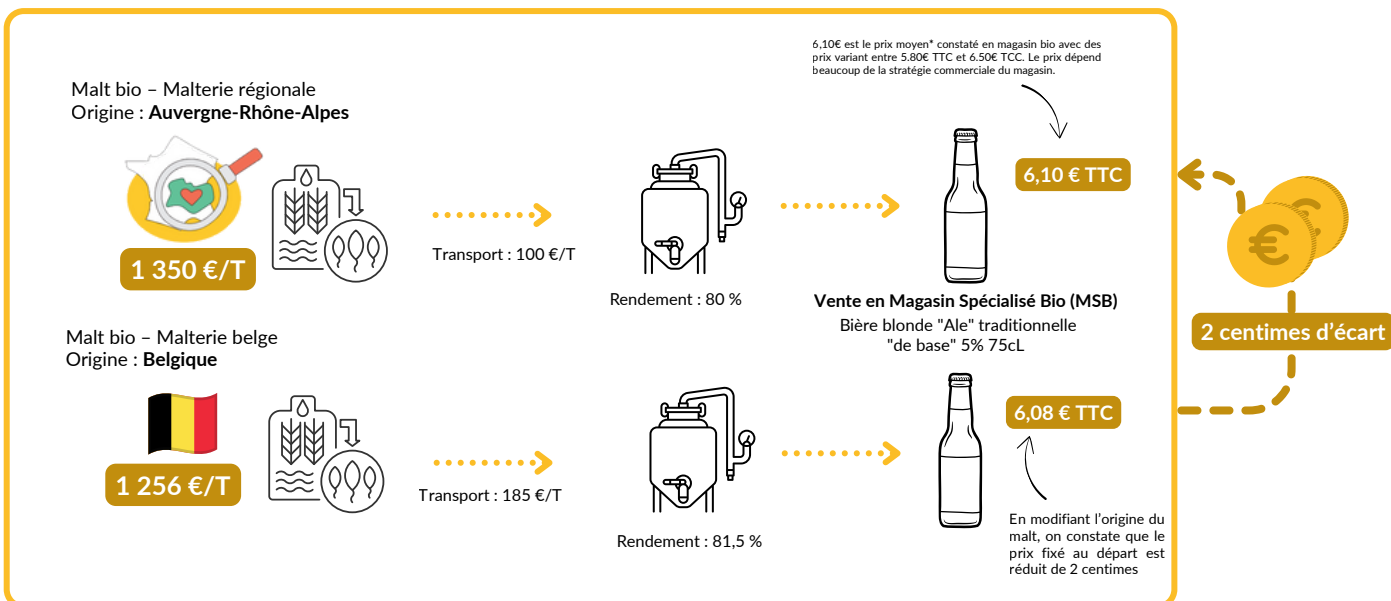 6,10€ est le prix moyen* constaté en magasin bio avec des
prix variant entre 5.80€ TTC et 6.50€ TCC. Le prix dépend
beaucoup de la stratégie commerciale du magasin.
Malt bio – Malterie régionale
Origine : Auvergne-Rhône-Alpes
1 350 €/T
Transport : 100 €/T
Rendement : 80 %
6,10 € TTC
Vente en Magasin Spécialisé Bio (MSB)
Bière blonde "Ale" traditionnelle
"de base" 5% 75cL
€
€
2 centimes d'écart
Malt bio – Malterie belge
Origine : Belgique
1 256 €/T
Transport : 185 €/T
Rendement : 81,5 %
6,08 € TTC
En modifiant l'origine du
malt, on constate que le
prix fixé au départ est
réduit de 2 centimes